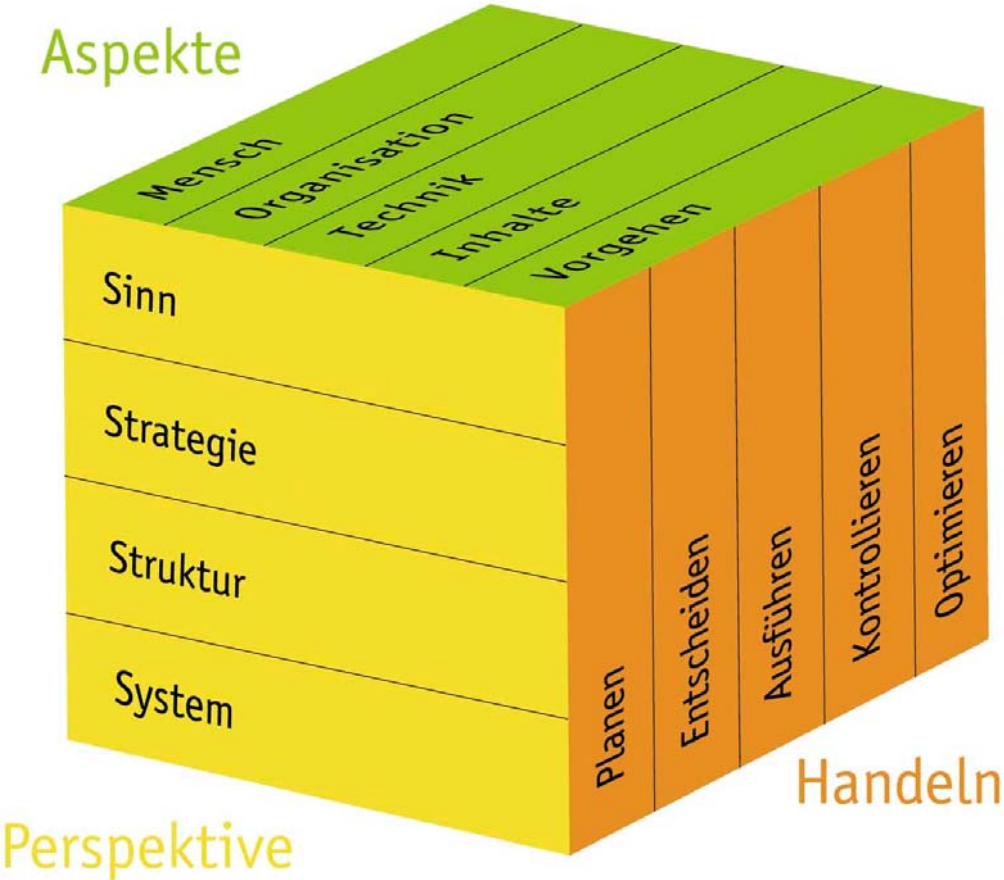 Aspekte
Mensch
Organisation
Technik
Inhalte
Vorgehen
Sinn
Strategie
Struktur
System
Perspektive
Planen
Entscheiden
Ausführen
Kontrollieren
Optimieren
Handeln